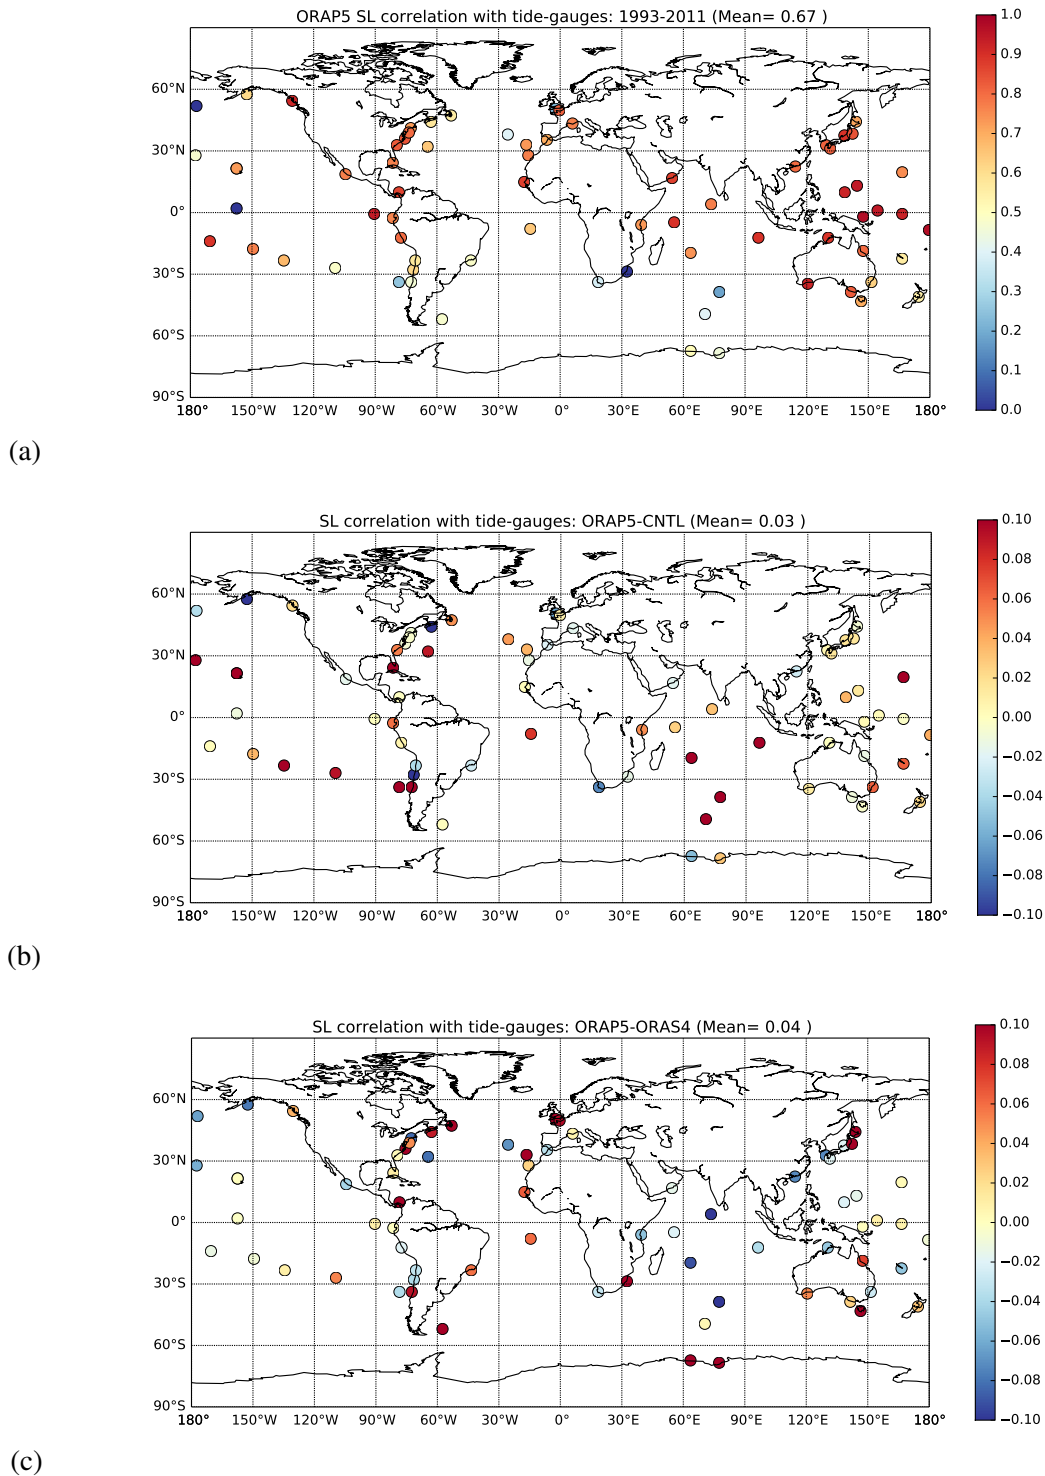 ORAP5 SL correlation with tide-gauges: 1993-2011 (Mean= 0.67 )
60°N
30°N
0°
30°S
60°S
90°S
180° 150°W 120°W 90°W 60°W 30°W 0° 30°E 60°E 90°E 120°E 150°E 180°
1.0
0.9
0.8
0.7
0.6
0.5
0.4
0.3
0.2
0.1
0.0
(a)
SL correlation with tide-gauges: ORAP5-CNTL (Mean= 0.03 )
60°N
30°N
0°
30°S
60°S
90°S
180° 150°W 120°W 90°W 60°W 30°W 0° 30°E 60°E 90°E 120°E 150°E 180°
0.10
0.08
0.06
0.04
0.02
0.00
−0.02
−0.04
−0.06
−0.08
−0.10
(b)
SL correlation with tide-gauges: ORAP5-ORAS4 (Mean= 0.04 )
60°N
30°N
0°
30°S
60°S
90°S
180° 150°W 120°W 90°W 60°W 30°W 0° 30°E 60°E 90°E 120°E 150°E 180°
0.10
0.08
0.06
0.04
0.02
0.00
−0.02
−0.04
−0.06
−0.08
−0.10
(c)